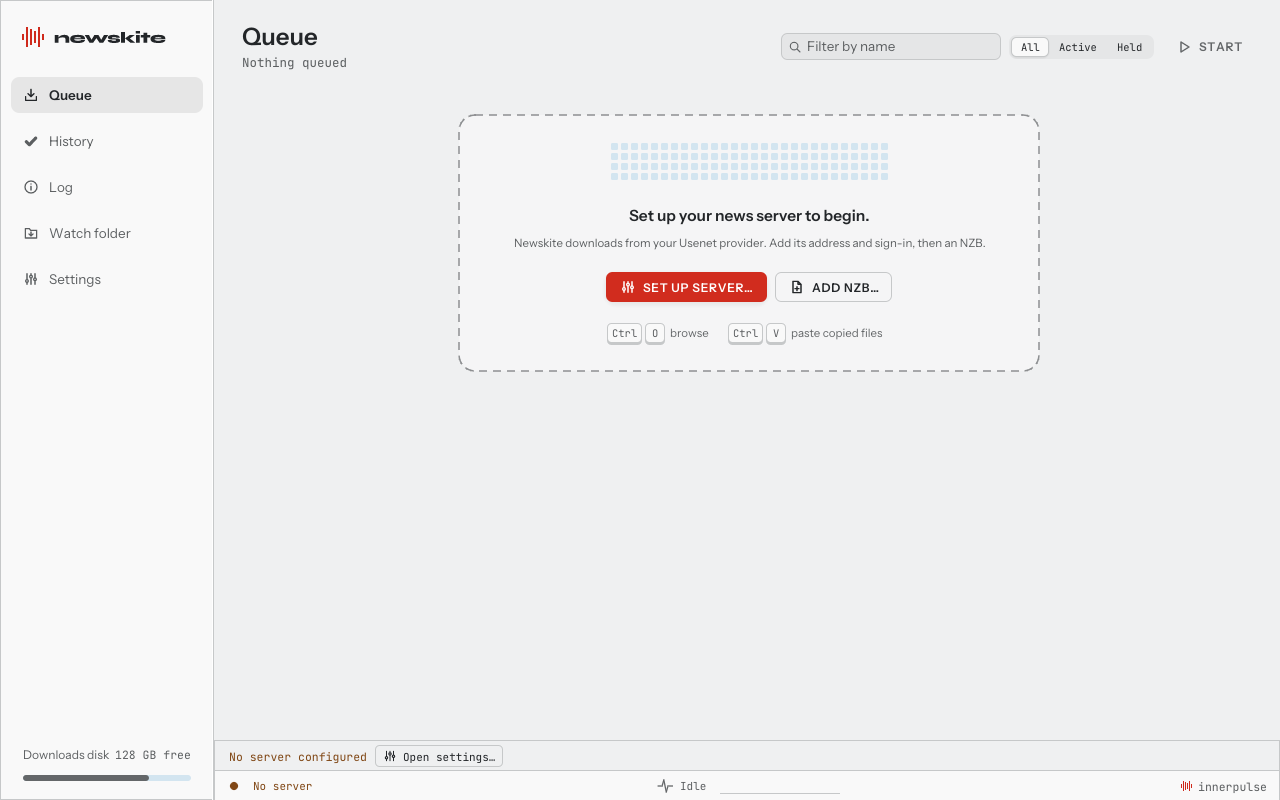 newskite
Queue
History
Log
Watch folder
Settings
Downloads disk 128 GB free
Queue
Nothing queued
Filter by name
All Active Held
START
Set up your news server to begin.
Newskite downloads from your Usenet provider. Add its address and sign-in, then an NZB.
SET UP SERVER… ADD NZB…
Ctrl O browse Ctrl V paste copied files
No server configured Open settings…
No server Idle innerpulse